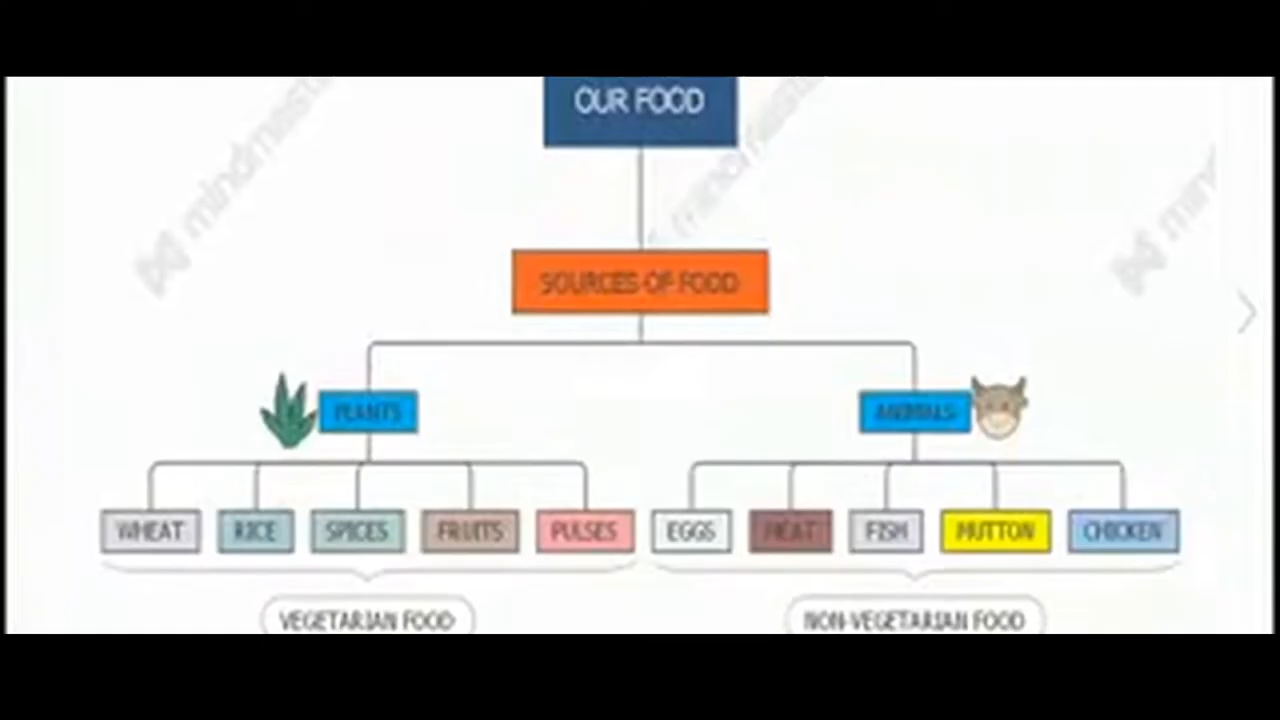 OUR FOOD
SOURCES OF FOOD
PLANTS
ANIMALS
WHEAT
RICE
SPICES
FRUITS
PULSES
EGGS
MEAT
FISH
MUTTON
CHICKEN
VEGETARIAN FOOD
NON-VEGETARIAN FOOD